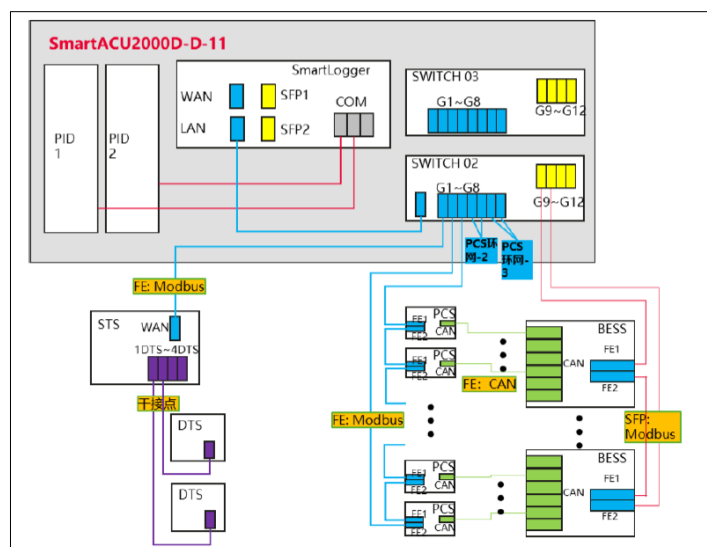 SmartACU2000D-D-11
SmartLogger
WAN
SFP1
COM
LAN
SFP2
PID
1
PID
2
SWITCH 03
G1~G8
G9~G12
SWITCH 02
G1~G8
G9~G12
PCS环
网-2
PCS
环网-
3
FE: Modbus
STS
WAN
1DTS~4DTS
干接点
DTS
DTS
FE: Modbus
PCS
FE1
FE2
CAN
PCS
FE1
FE2
CAN
FE: CAN
PCS
FE1
FE2
CAN
PCS
FE1
FE2
CAN
BESS
FE1
CAN
FE2
SFP:
Modbus
BESS
FE1
CAN
FE2